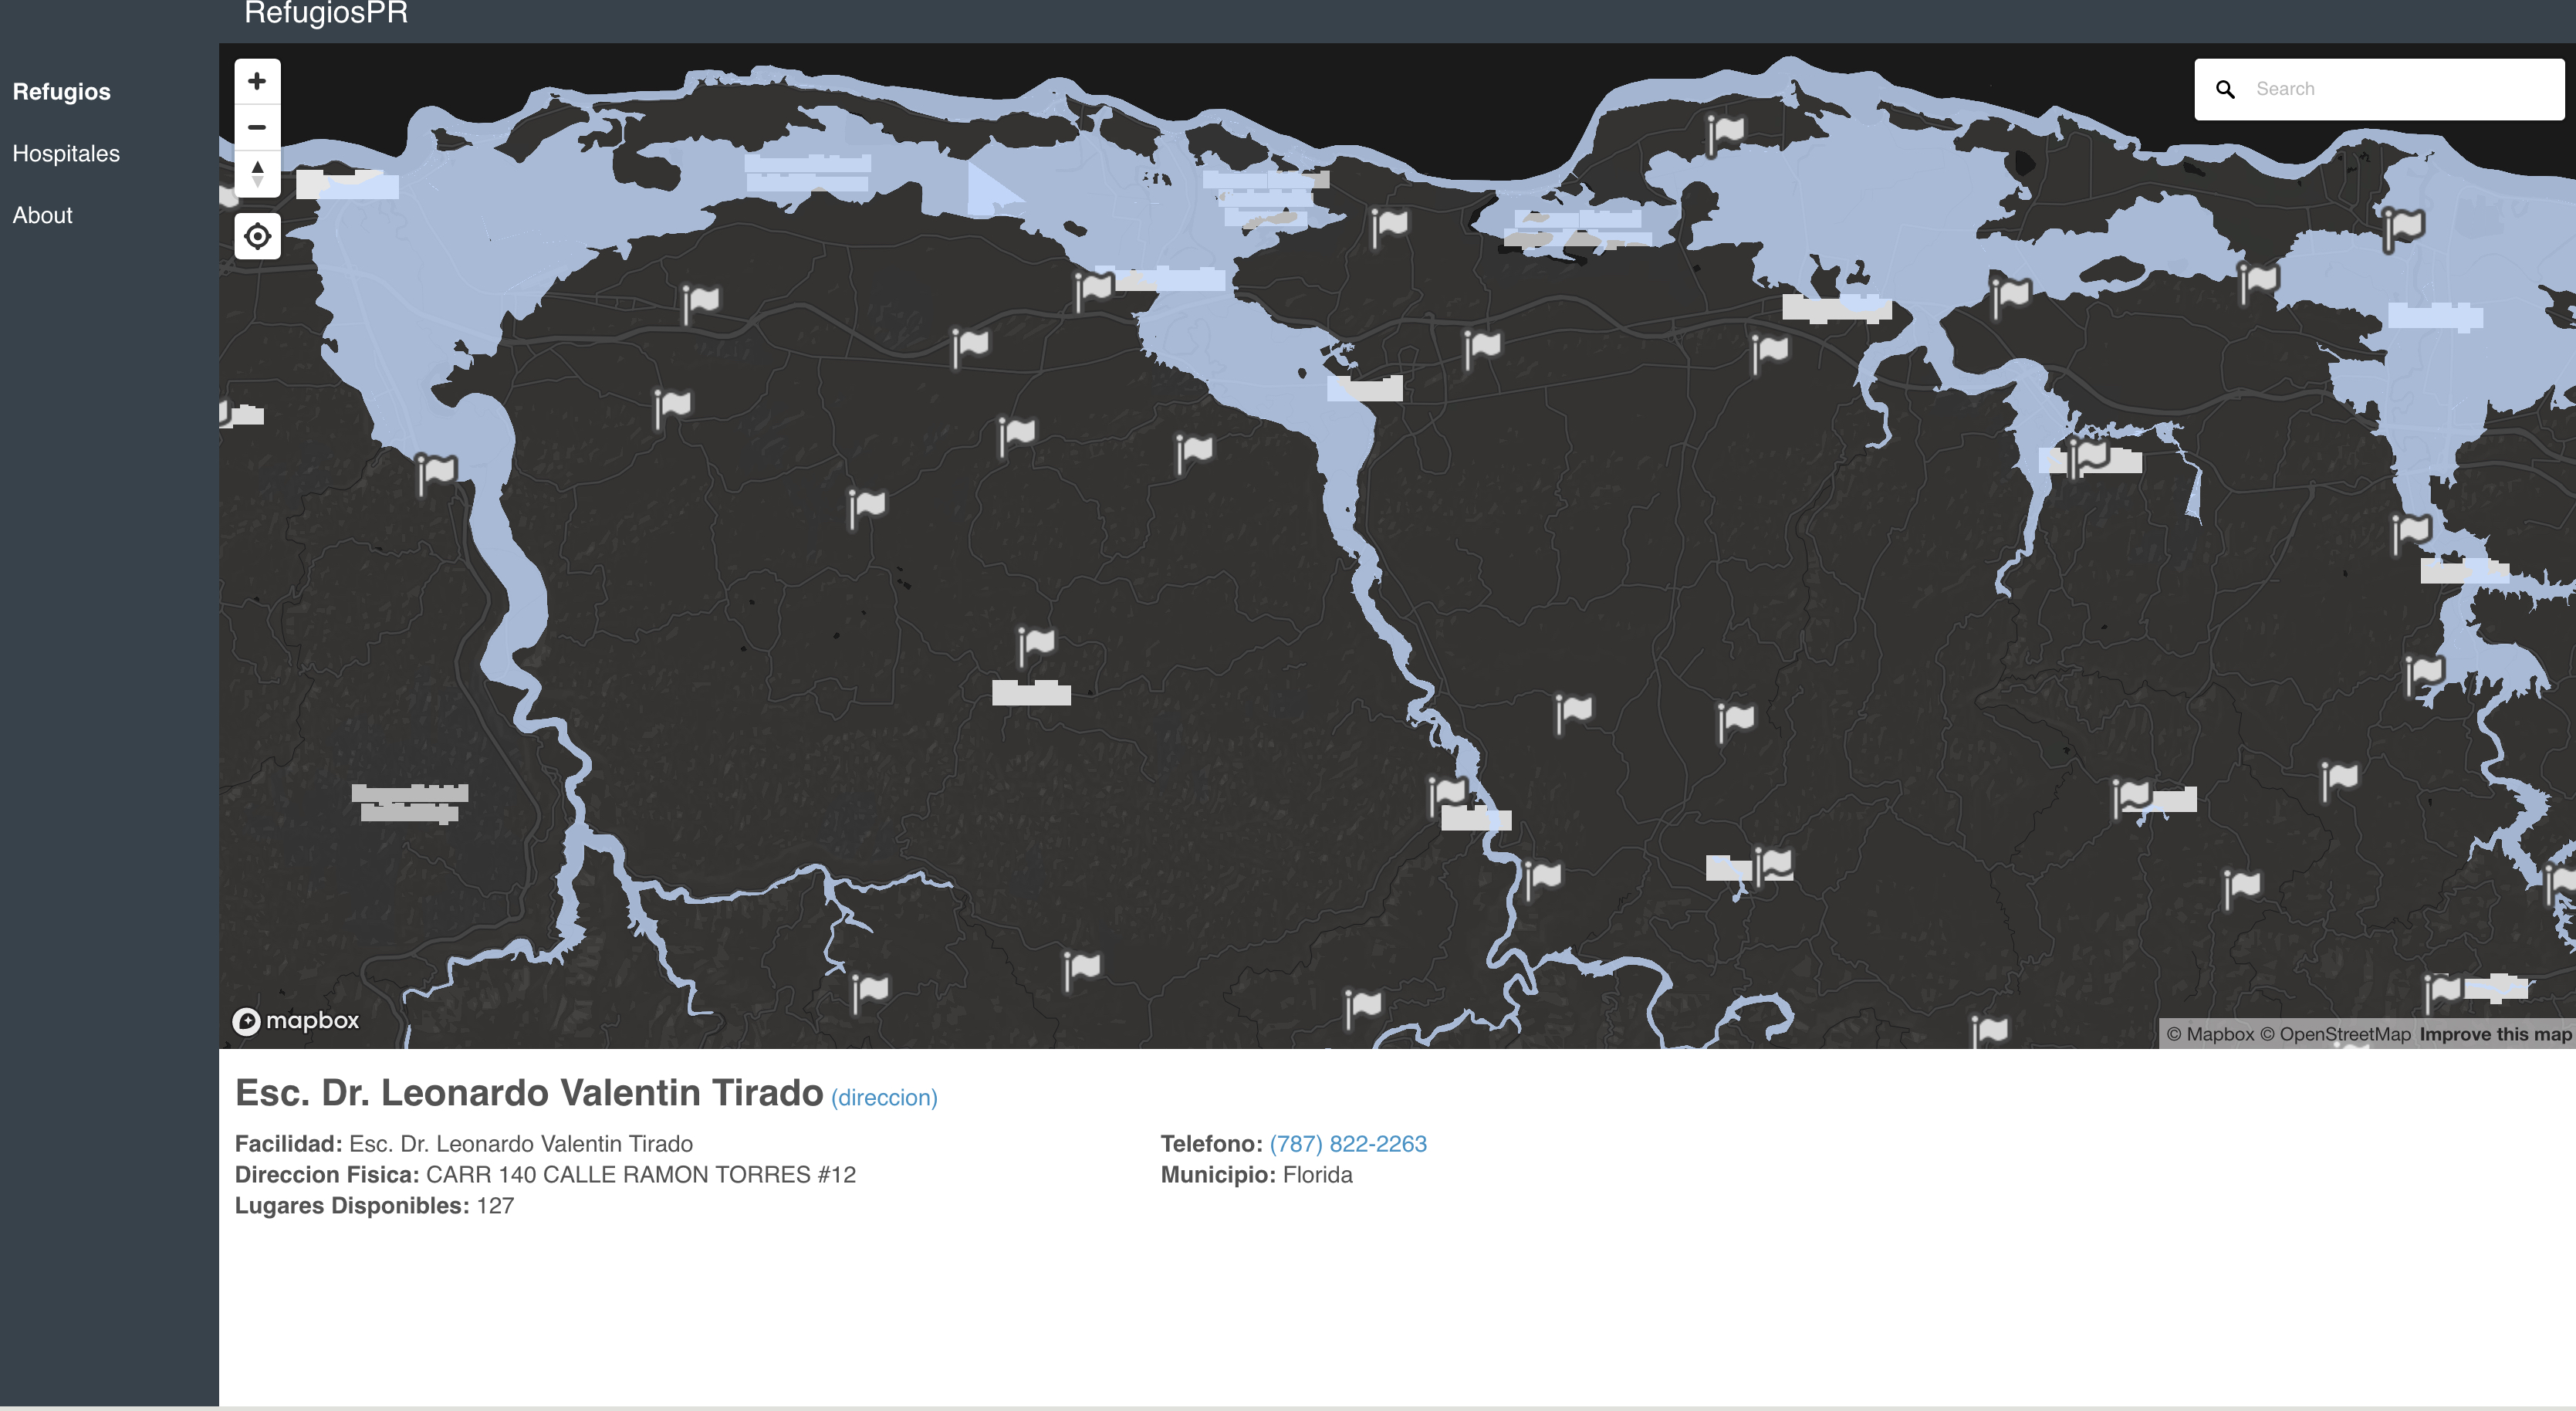 RefugiosPR
Refugios
Hospitales
About
Search
mapbox
© Mapbox © OpenStreetMap Improve this map
Esc. Dr. Leonardo Valentin Tirado (direccion)
Facilidad: Esc. Dr. Leonardo Valentin Tirado
Direccion Fisica: CARR 140 CALLE RAMON TORRES #12
Lugares Disponibles: 127
Telefono: (787) 822-2263
Municipio: Florida